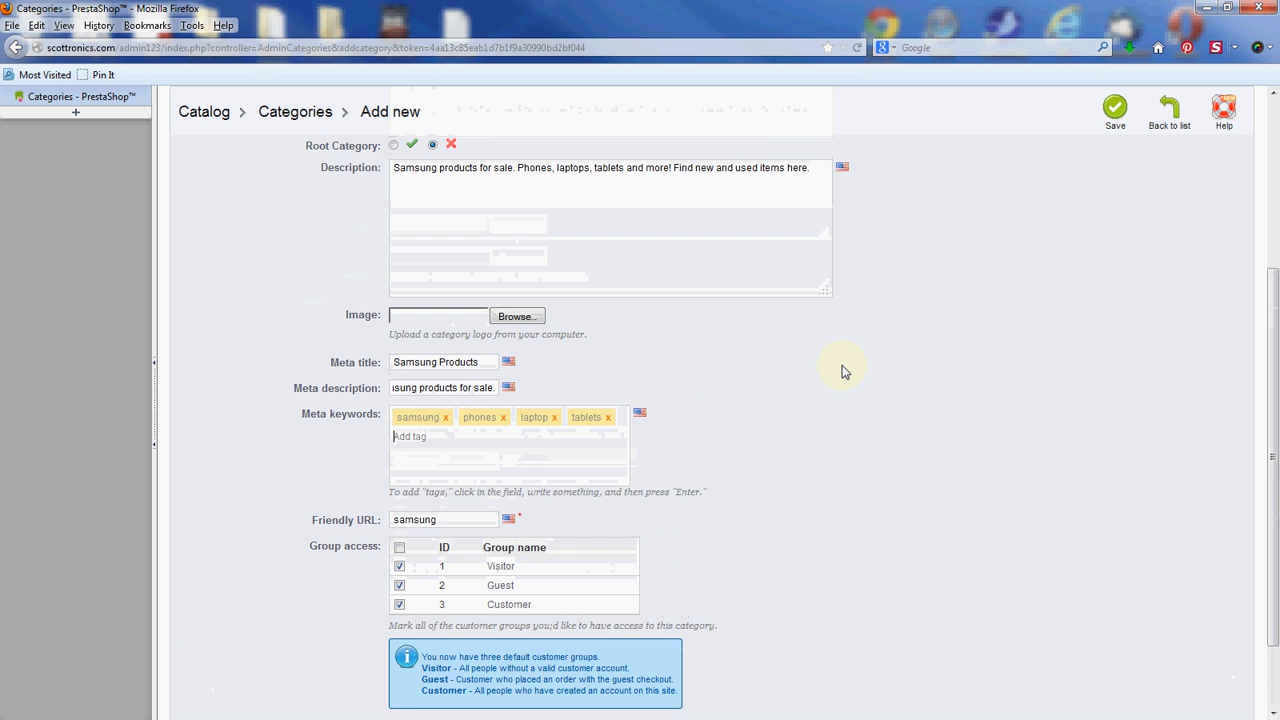 Categories - PrestaShop™ - Mozilla Firefox
File Edit View History Bookmarks Tools Help
scottronics.com/admin123/index.php?controller=AdminCategories&addcategory&token=4aa13c85eab1d7b1f9a30990bd2bf044
Google
Most Visited Pin It
Categories - PrestaShop™
Catalog > Categories > Add new
Save Back to list Help
Root Category:
Description: Samsung products for sale. Phones, laptops, tablets and more! Find new and used items here.
Image: Browse...
Upload a category logo from your computer.
Meta title: Samsung Products
Meta description: ısung products for sale.
Meta keywords: samsung x phones x laptop x tablets x
Add tag
To add "tags," click in the field, write something, and then press "Enter."
Friendly URL: samsung *
Group access: ID Group name
1 Visitor
2 Guest
3 Customer
Mark all of the customer groups you;d like to have access to this category.
You now have three default customer groups.
Visitor - All people without a valid customer account.
Guest - Customer who placed an order with the guest checkout.
Customer - All people who have created an account on this site.